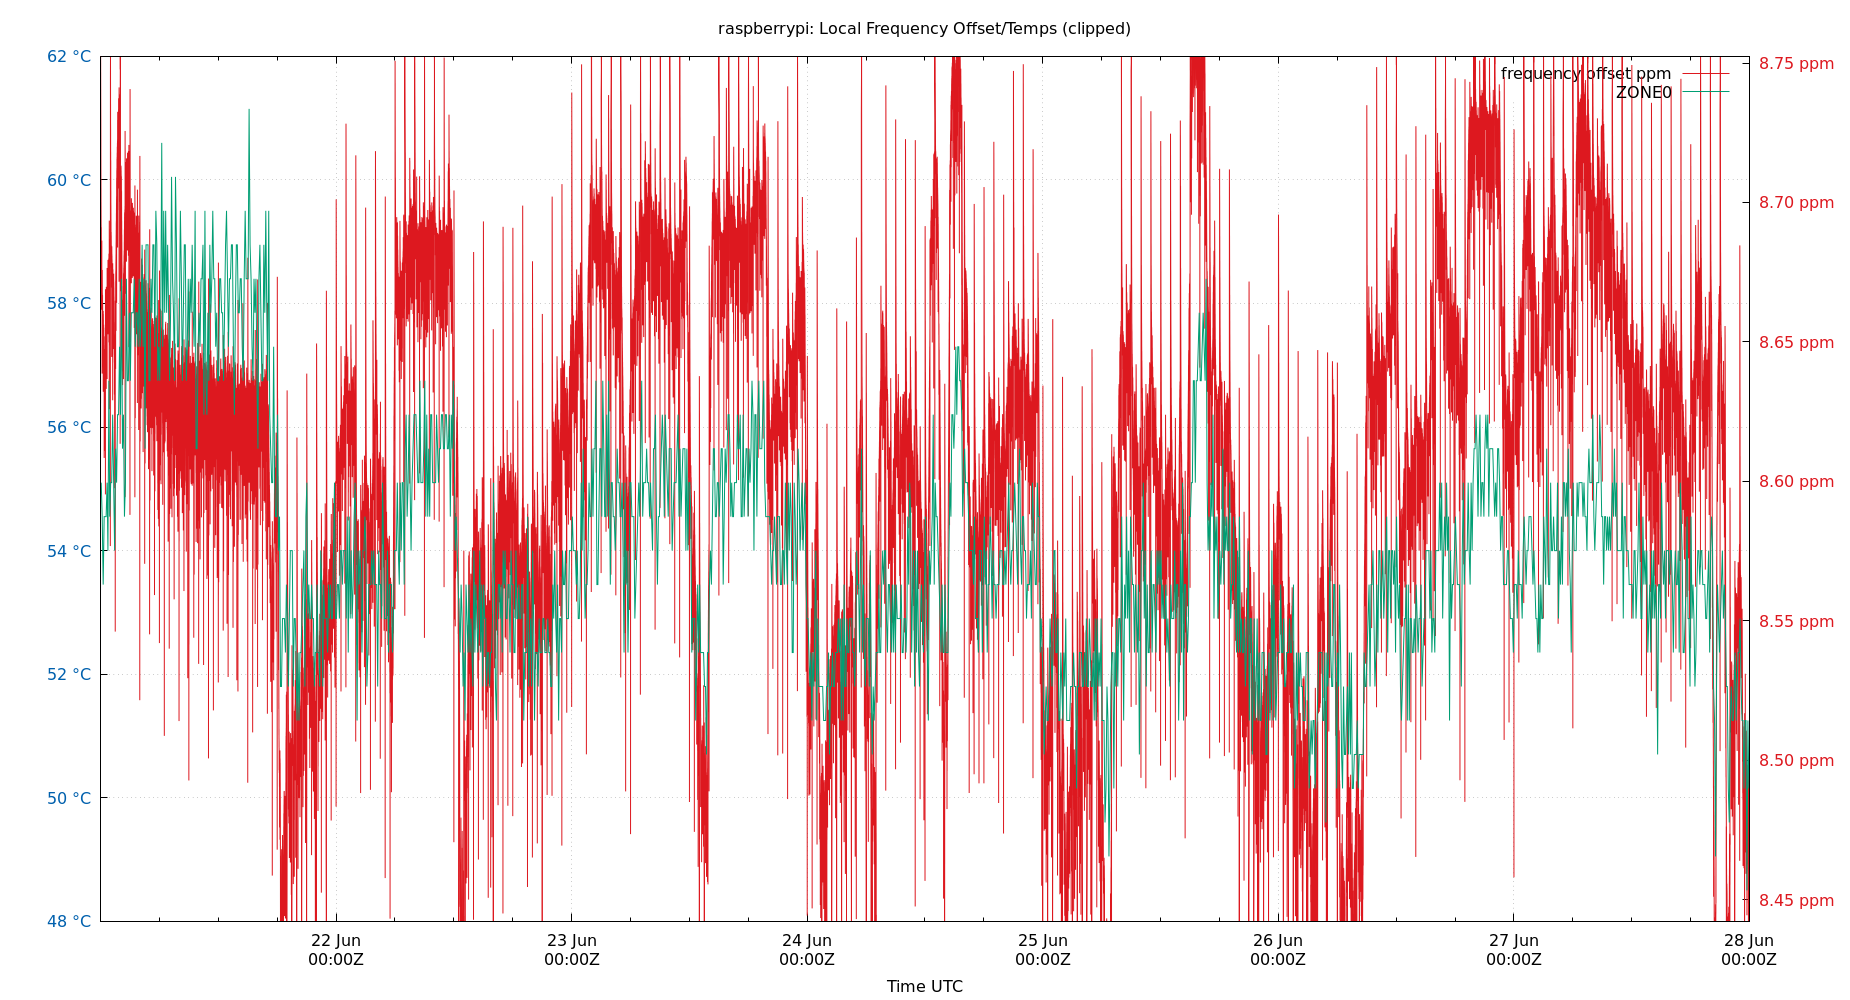 raspberrypi: Local Frequency Offset/Temps (clipped)
62 °C
60 °C
58 °C
56 °C
54 °C
52 °C
50 °C
48 °C
8.75 ppm
8.70 ppm
8.65 ppm
8.60 ppm
8.55 ppm
8.50 ppm
8.45 ppm
frequency offset ppm
ZONE0
22 Jun
00:00Z
23 Jun
00:00Z
24 Jun
00:00Z
25 Jun
00:00Z
26 Jun
00:00Z
27 Jun
00:00Z
28 Jun
00:00Z
Time UTC